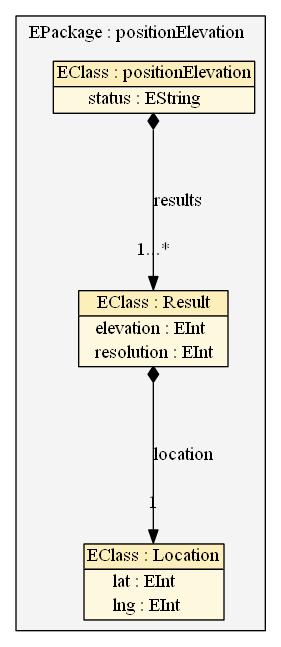 EPackage : positionElevation
EClass : positionElevation
status : EString
results
1...*
EClass : Result
elevation : EInt
resolution : EInt
location
1
EClass : Location
lat : EInt
lng : EInt